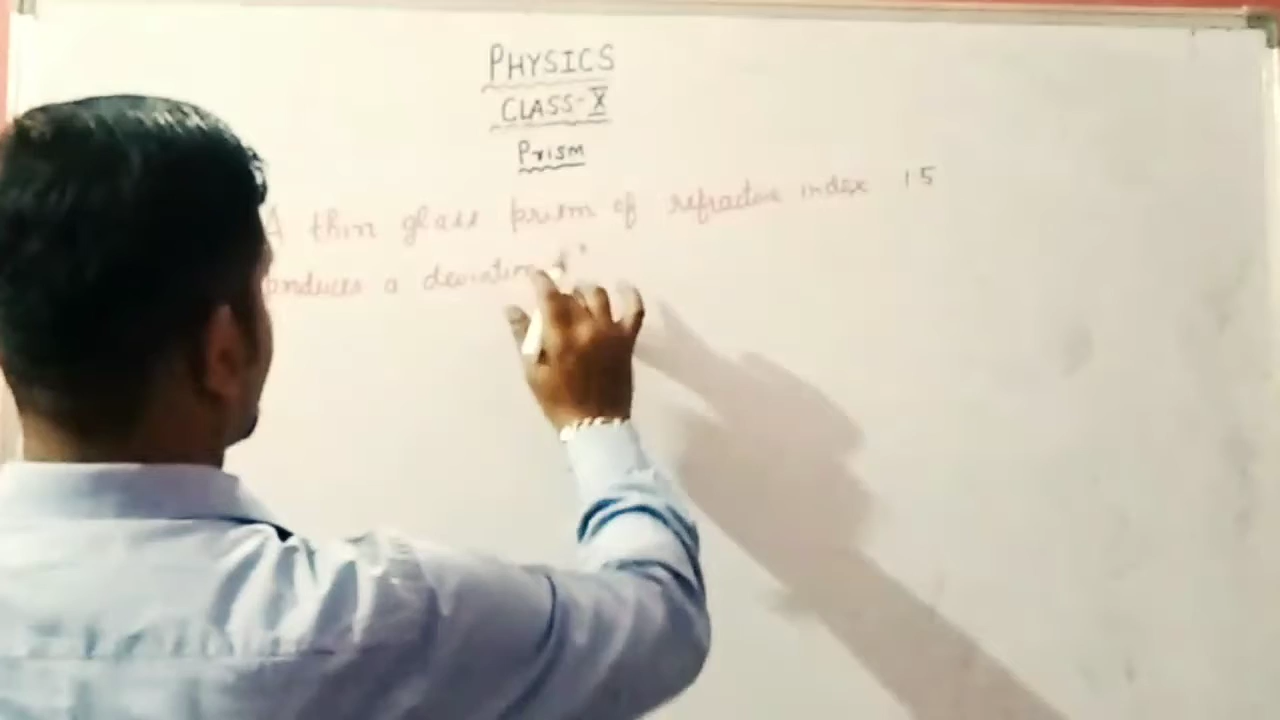 PHYSICS
CLASS-X
Prism
A thin glass prism of refractive index 1.5
produces a deviation